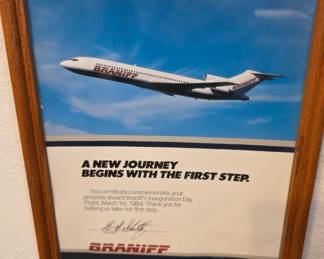 BRANIFF
A NEW JOURNEY
BEGINS WITH THE FIRST STEP.
This certificate commemorates your
presence aboard Braniff's Inauguration Day
Flight, March 1st, 1984. Thank you for
helping us take our first step.
BRANIFF